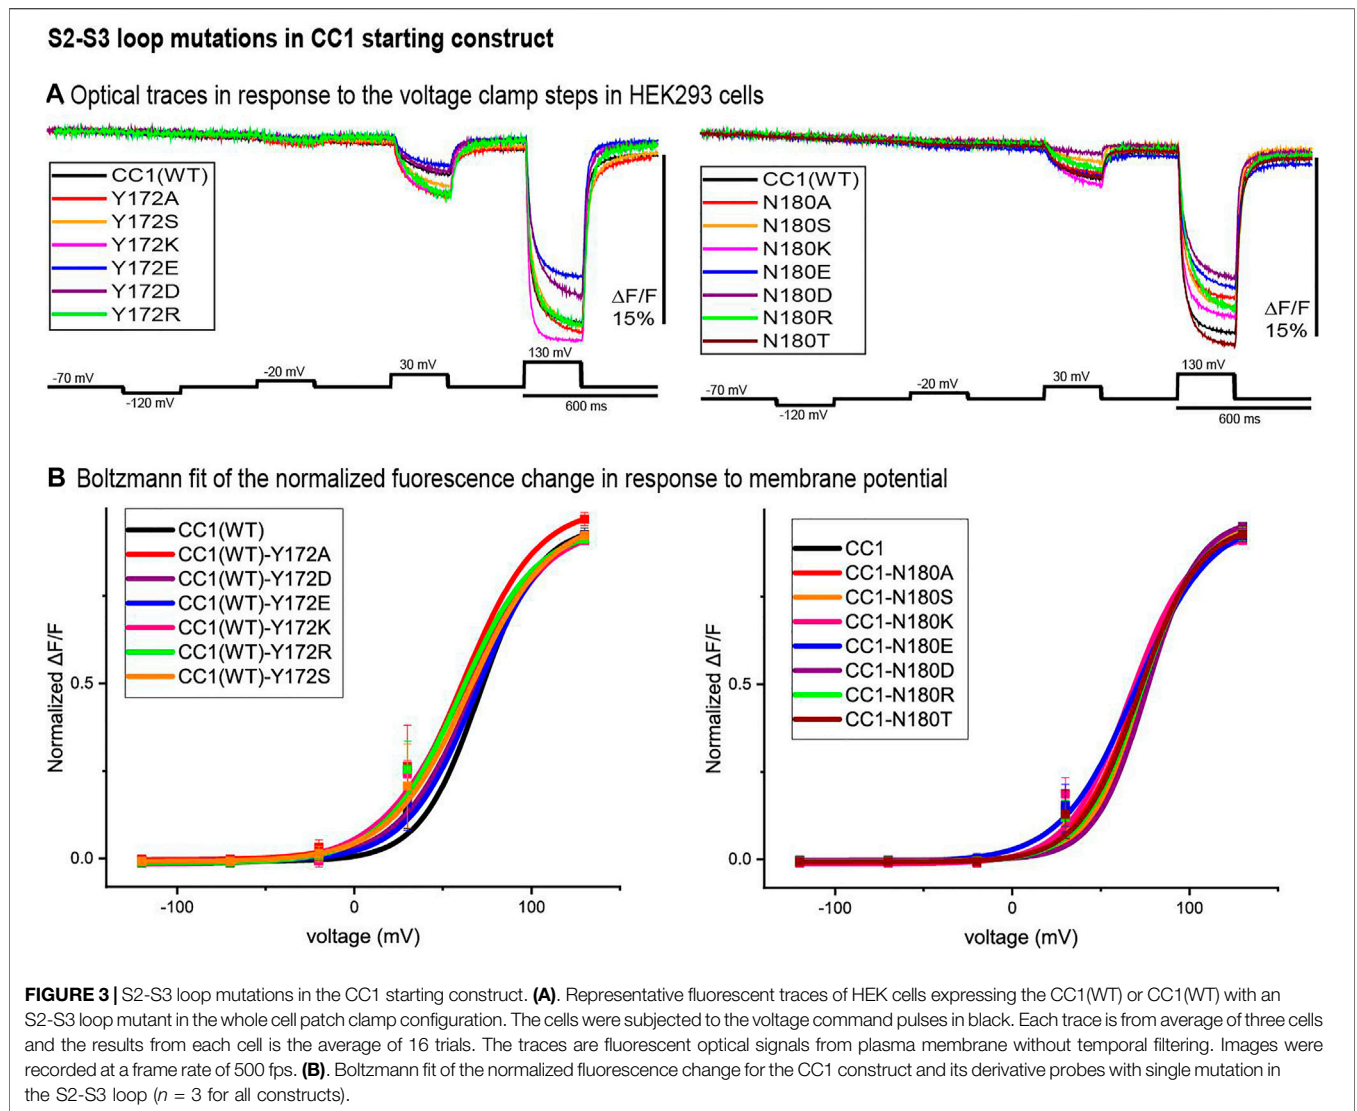 S2-S3 loop mutations in CC1 starting construct
A Optical traces in response to the voltage clamp steps in HEK293 cells
CC1(WT)
Y172A
Y172S
Y172K
Y172E
Y172D
Y172R
ΔF/F
15%
-70 mV
-120 mV
-20 mV
30 mV
130 mV
600 ms
CC1(WT)
N180A
N180S
N180K
N180E
N180D
N180R
N180T
ΔF/F
15%
-70 mV
-120 mV
-20 mV
30 mV
130 mV
600 ms
B Boltzmann fit of the normalized fuorescence change in response to membrane potential
CC1(WT)
CC1(WT)-Y172A
CC1(WT)-Y172D
CC1(WT)-Y172E
CC1(WT)-Y172K
CC1(WT)-Y172R
CC1(WT)-Y172S
Normalized ΔF/F
0.5
0.0
-100
0
100
voltage (mV)
CC1
CC1-N180A
CC1-N180S
CC1-N180K
CC1-N180E
CC1-N180D
CC1-N180R
CC1-N180T
Normalized ΔF/F
0.5
0.0
-100
0
100
voltage (mV)
FIGURE 3 | S2-S3 loop mutations in the CC1 starting construct. (A). Representative fluorescent traces of HEK cells expressing the CC1(WT) or CC1(WT) with an
S2-S3 loop mutant in the whole cell patch clamp configuration. The cells were subjected to the voltage command pulses in black. Each trace is from average of three cells
and the results from each cell is the average of 16 trials. The traces are fluorescent optical signals from plasma membrane without temporal filtering. Images were
recorded at a frame rate of 500 fps. (B). Boltzmann fit of the normalized fluorescence change for the CC1 construct and its derivative probes with single mutation in
the S2-S3 loop (n = 3 for all constructs).